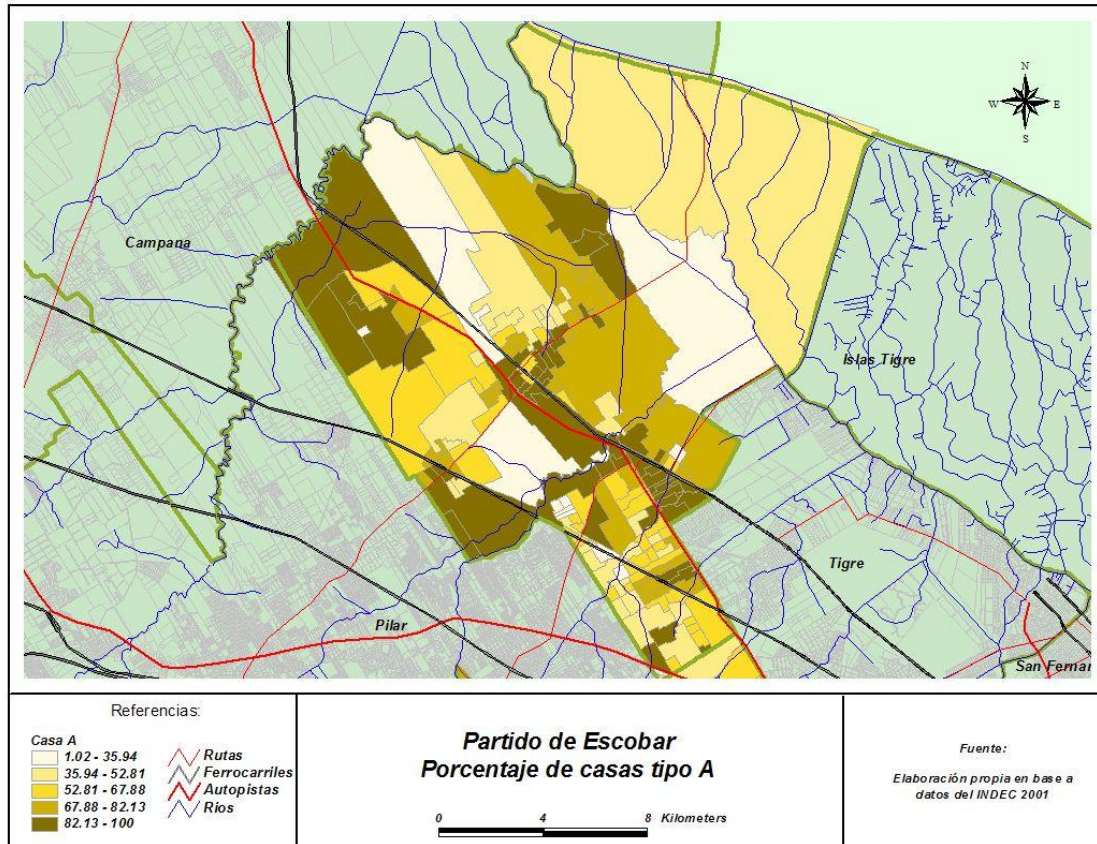 N
W E
S
Campana
Islas Tigre
Tigre
Pilar
San Fernan
Referencias:
Casa A
1.02 - 35.94
35.94 - 52.81
52.81 - 67.88
67.88 - 82.13
82.13 - 100
Rutas
Ferrocarriles
Autopistas
Rios
Partido de Escobar
Porcentaje de casas tipo A
0 4 8 Kilometers
Fuente:
Elaboración propia en base a
datos del INDEC 2001